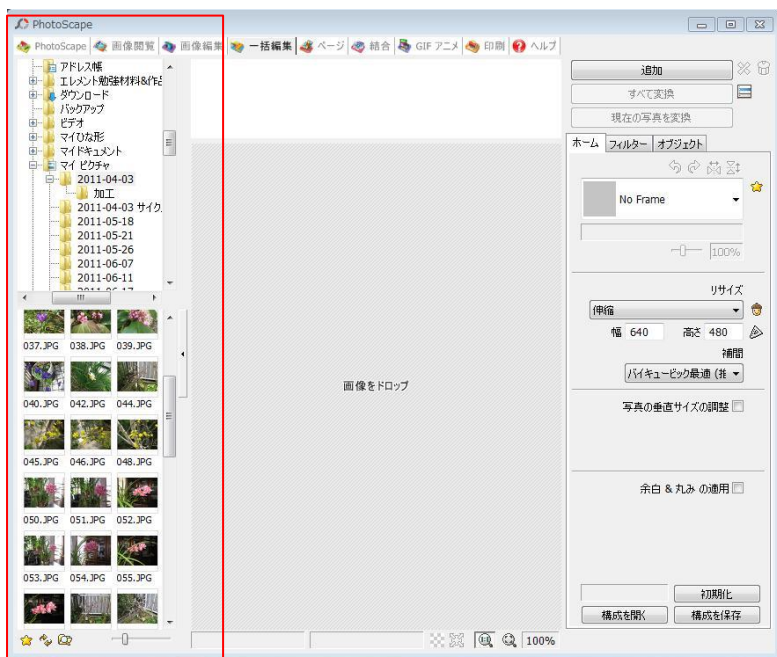 PhotoScape
PhotoScape 画像閲覧 画像編集 一括編集 ページ 結合 GIF アニメ 印刷 ヘルプ
アドレス帳
エレメント勉強材料&作
ダウンロード
バックアップ
ビデオ
マイひな形
マイドキュメント
マイ ピクチャ
2011-04-03
加工
2011-04-03 サイク
2011-05-18
2011-05-21
2011-05-26
2011-06-07
2011-06-11
037.JPG 038.JPG 039.JPG
040.JPG 042.JPG 044.JPG
045.JPG 046.JPG 048.JPG
050.JPG 051.JPG 052.JPG
053.JPG 054.JPG 055.JPG
画像をドロップ
100%
追加
すべて変換
現在の写真を変換
ホーム フィルター オブジェクト
No Frame
100%
リサイズ
伸縮
幅 640 高さ 480
補間
バイキュービック最適 (推
写真の垂直サイズの調整
余白 & 丸み の適用
初期化
構成を開く 構成を保存